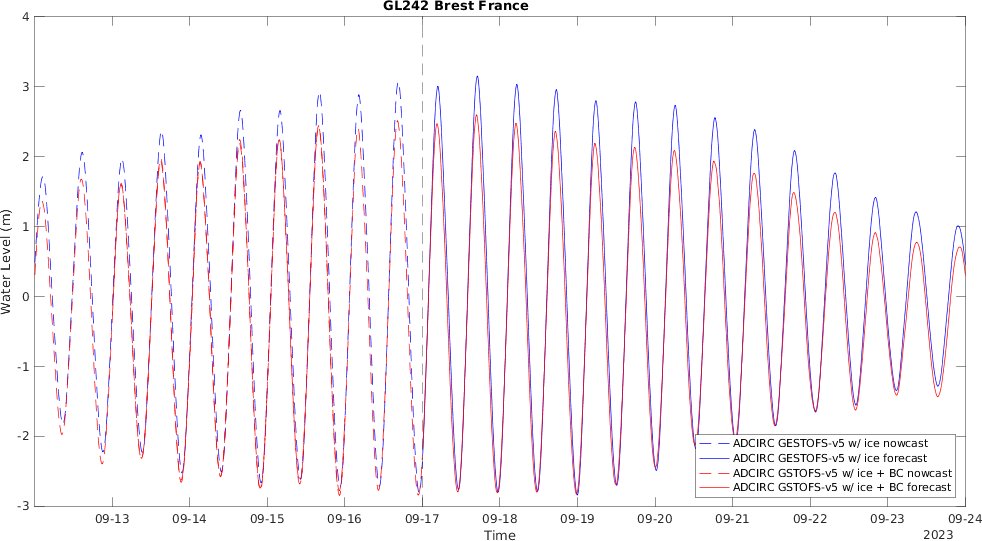 GL242 Brest France
4
3
2
1
0
-1
-2
-3
Water Level (m)
ADCIRC GESTOFS-v5 w/ ice nowcast
ADCIRC GESTOFS-v5 w/ ice forecast
ADCIRC GSTOFS-v5 w/ ice + BC nowcast
ADCIRC GSTOFS-v5 w/ ice + BC forecast
09-13 09-14 09-15 09-16 09-17 09-18 09-19 09-20 09-21 09-22 09-23 09-24
Time
2023